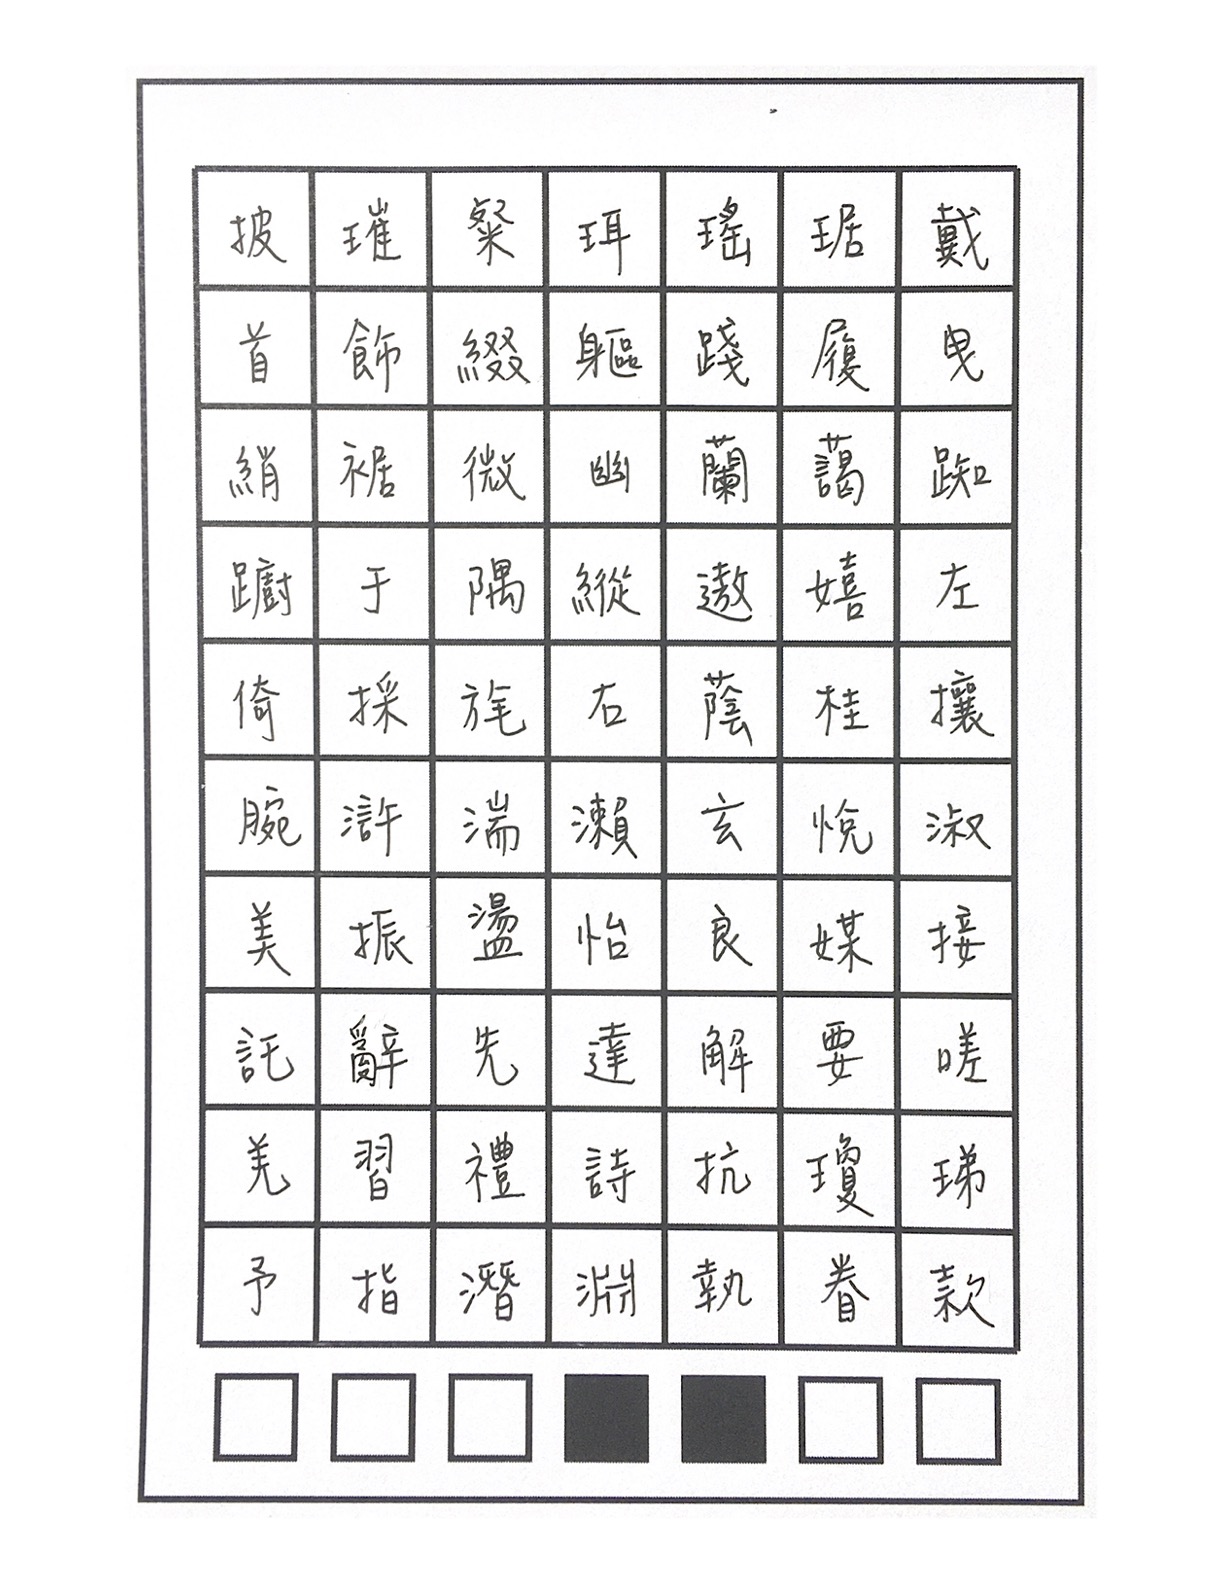 披璀粲珥瑤琚戴
首飾綴軀踐履曳
綃裾微幽蘭藹踟
躕于隅縱遨嬉左
倚採旄右蔭桂攘
腕滸湍瀨玄悅淑
美振盪怡良媒接
託辭先達解要嗟
羌習禮詩抗瓊珶
予指潛淵執眷款